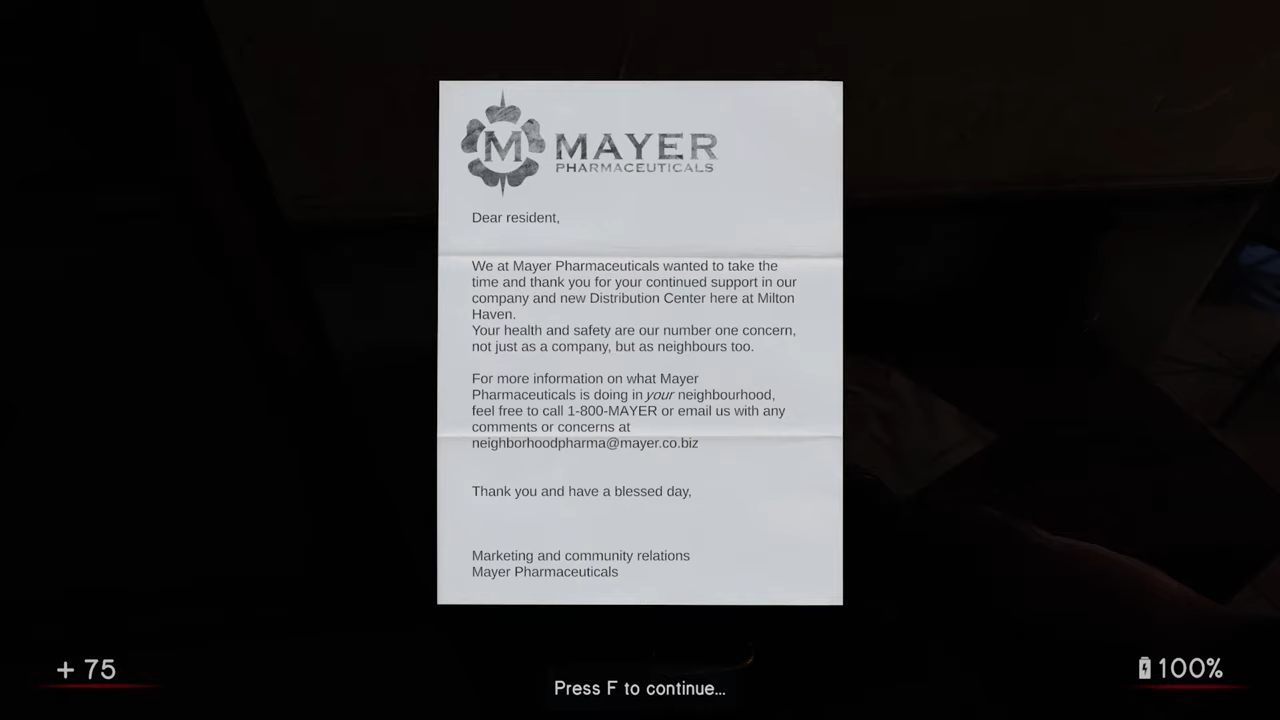 M MAYER
PHARMACEUTICALS
Dear resident,
We at Mayer Pharmaceuticals wanted to take the
time and thank you for your continued support in our
company and new Distribution Center here at Milton
Haven.
Your health and safety are our number one concern,
not just as a company, but as neighbours too.
For more information on what Mayer
Pharmaceuticals is doing in your neighbourhood,
feel free to call 1-800-MAYER or email us with any
comments or concerns at
neighborhoodpharma@mayer.co.biz
Thank you and have a blessed day,
Marketing and community relations
Mayer Pharmaceuticals
+ 75
Press F to continue...
100%